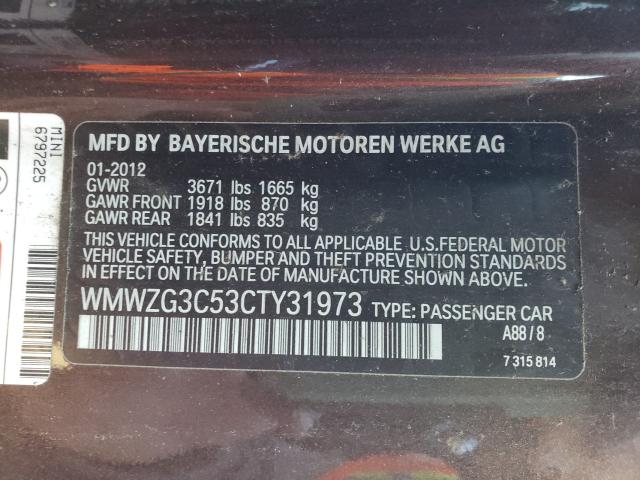 MFD BY BAYERISCHE MOTOREN WERKE AG
01-2012
GVWR 3671 lbs 1665 kg
GAWR FRONT 1918 lbs 870 kg
GAWR REAR 1841 lbs 835 kg
THIS VEHICLE CONFORMS TO ALL APPLICABLE U.S.FEDERAL MOTOR
VEHICLE SAFETY, BUMPER AND THEFT PREVENTION STANDARDS
IN EFFECT ON THE DATE OF MANUFACTURE SHOWN ABOVE.
WMWZG3C53CTY31973 TYPE: PASSENGER CAR
A88/8
7 315 814
MINI
6797225